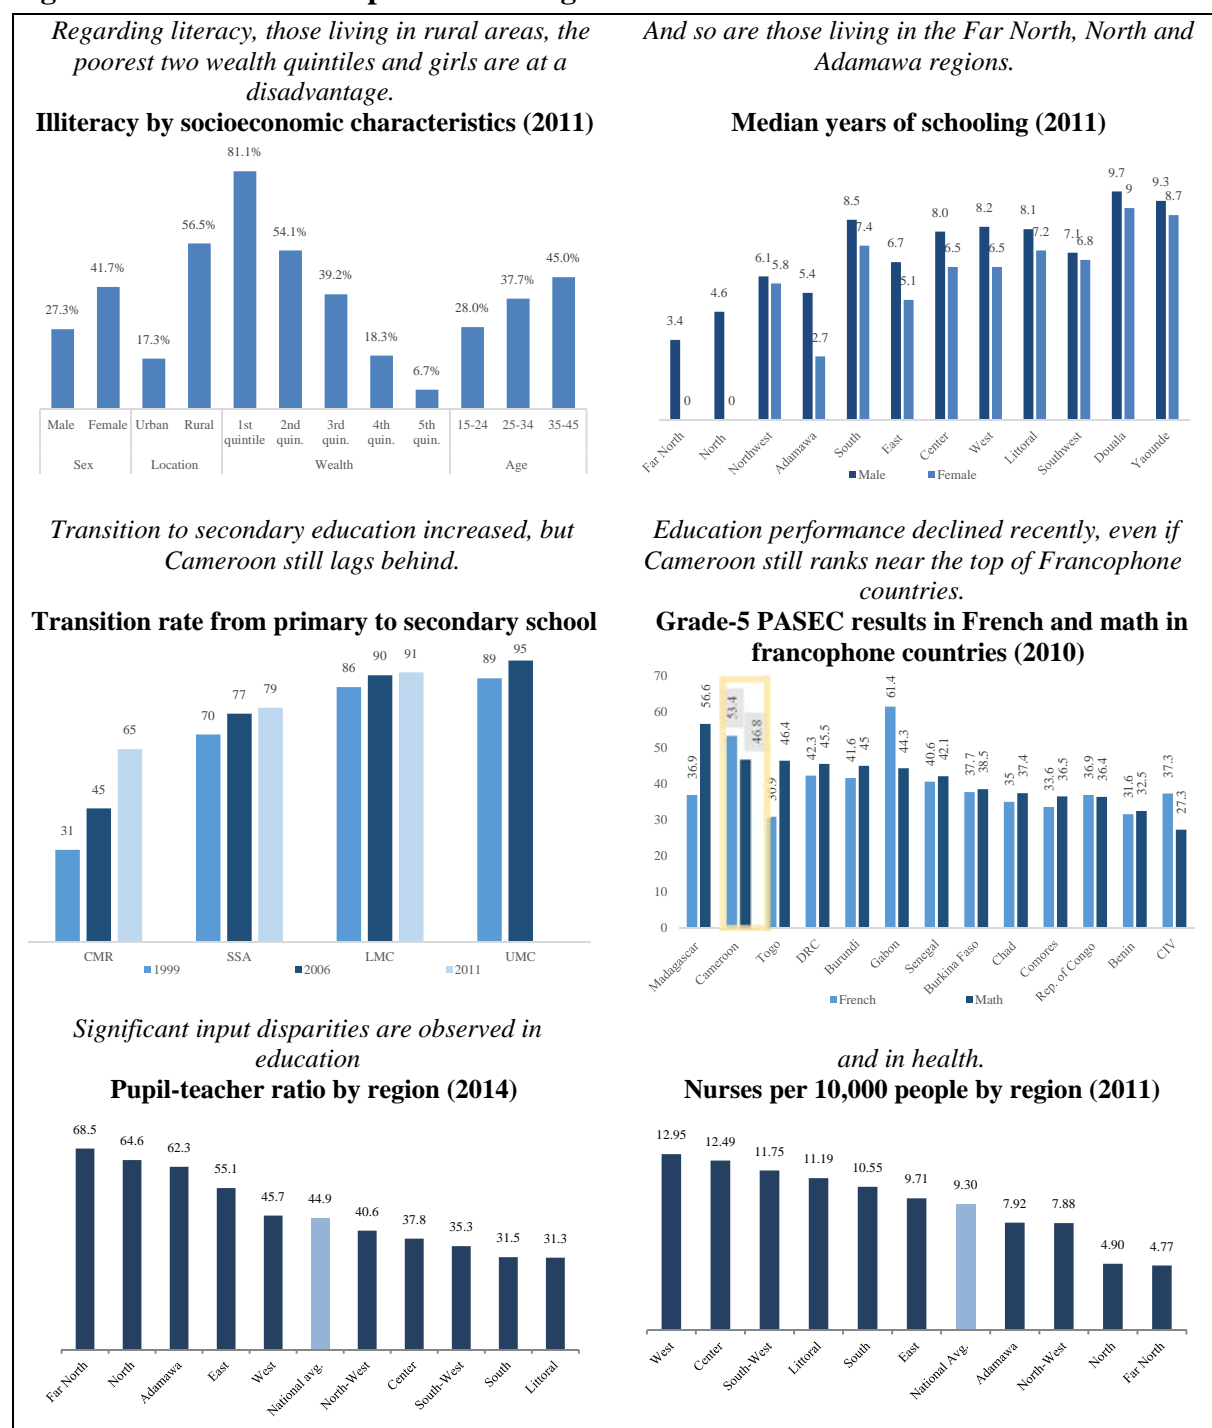 Regarding literacy, those living in rural areas, the
poorest two wealth quintiles and girls are at a
disadvantage.
Illiteracy by socioeconomic characteristics (2011)
81.1%
56.5%
54.1%
41.7%
39.2%
45.0%
37.7%
27.3%
28.0%
17.3%
18.3%
6.7%
Male Female Urban Rural 1st quintile 2nd quin. 3rd quin. 4th quin. 5th quin. 15-24 25-34 35-45
Sex Location Wealth Age
And so are those living in the Far North, North and
Adamawa regions.
Median years of schooling (2011)
3.4 0
4.6 0
6.1 5.8
5.4 2.7
8.5 7.4
6.7 5.1
8.0 6.5
8.2 6.5
8.1 7.2
7.1 6.8
9.7 9
9.3 8.7
Far North North Northwest Adamawa South East Center West Littoral Southwest Douala Yaounde
Male Female
Transition to secondary education increased, but
Cameroon still lags behind.
Transition rate from primary to secondary school
31 45 65
70 77 79
86 90 91
89 95
CMR SSA LMC UMC
1999 2006 2011
Education performance declined recently, even if
Cameroon still ranks near the top of Francophone
countries.
Grade-5 PASEC results in French and math in
francophone countries (2010)
70
60
50
40
30
20
10
0
36.9 56.6
53.4 46.8
30.9 46.4
42.3 45.5
41.6 45
61.4 44.3
40.6 42.1
37.7 38.5
35 37.4
33.6 36.5
36.9 36.4
31.6 32.5
37.3 27.3
Madagascar Cameroon Togo DRC Burundi Gabon Senegal Burkina Faso Chad Comores Rep. of Congo Benin CIV
French Math
Significant input disparities are observed in
education
Pupil-teacher ratio by region (2014)
68.5 64.6 62.3 55.1 45.7 44.9 40.6 37.8 35.3 31.5 31.3
Far North North Adamawa East West National avg. North-West Center South-West South Littoral
and in health.
Nurses per 10,000 people by region (2011)
12.95 12.49 11.75 11.19 10.55 9.71 9.30 7.92 7.88 4.90 4.77
West Center South-West Littoral South East National Avg. Adamawa North-West North Far North